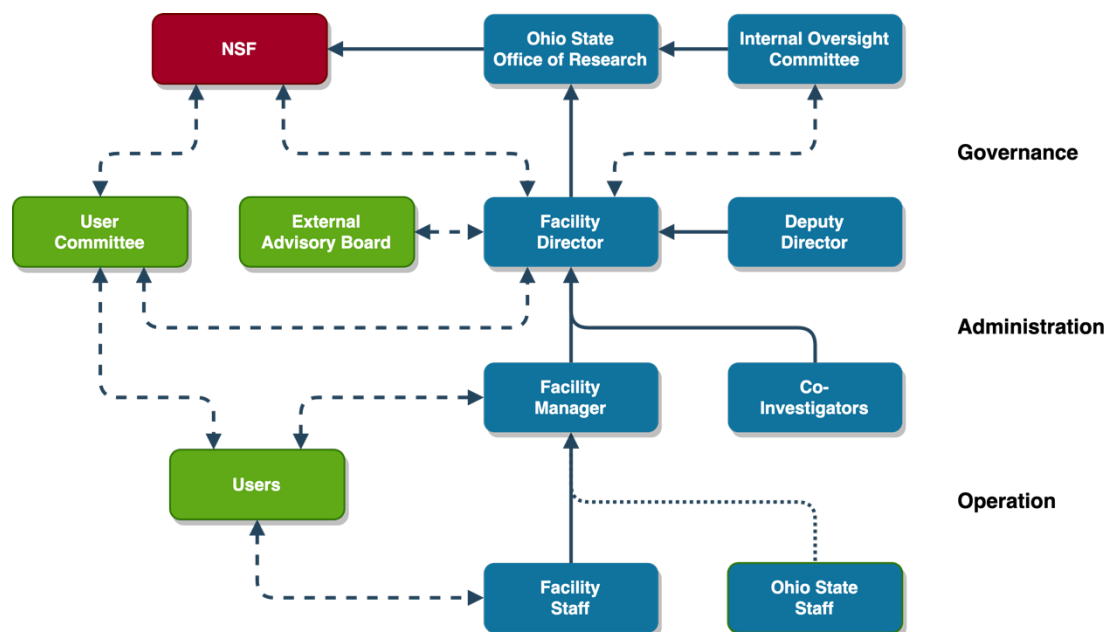 NSF
Ohio State
Office of Research
Internal Oversight
Committee
Governance
User
Committee
External
Advisory Board
Facility
Director
Deputy
Director
Administration
Facility
Manager
Co-
Investigators
Users
Operation
Facility
Staff
Ohio State
Staff